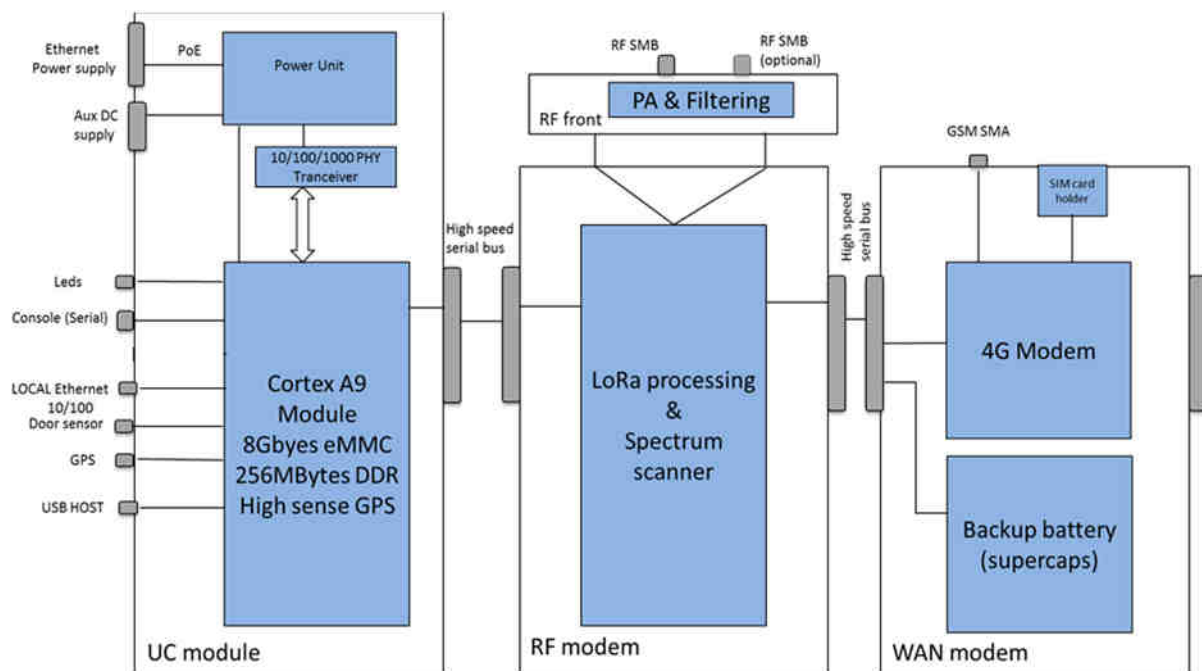 Ethernet
Power supply
PoE
Power Unit
Aux DC
supply
10/100/1000 PHY
Tranceiver
Leds
Console (Serial)
LOCAL Ethernet
10/100
Door sensor
GPS
USB HOST
Cortex A9
Module
8Gbyes eMMC
256MBytes DDR
High sense GPS
UC module
High speed
serial bus
RF SMB
RF SMB
(optional)
PA & Filtering
RF front
LoRa processing
&
Spectrum
scanner
RF modem
High speed
serial bus
GSM SMA
SIM card
holder
4G Modem
Backup battery
(supercaps)
WAN modem